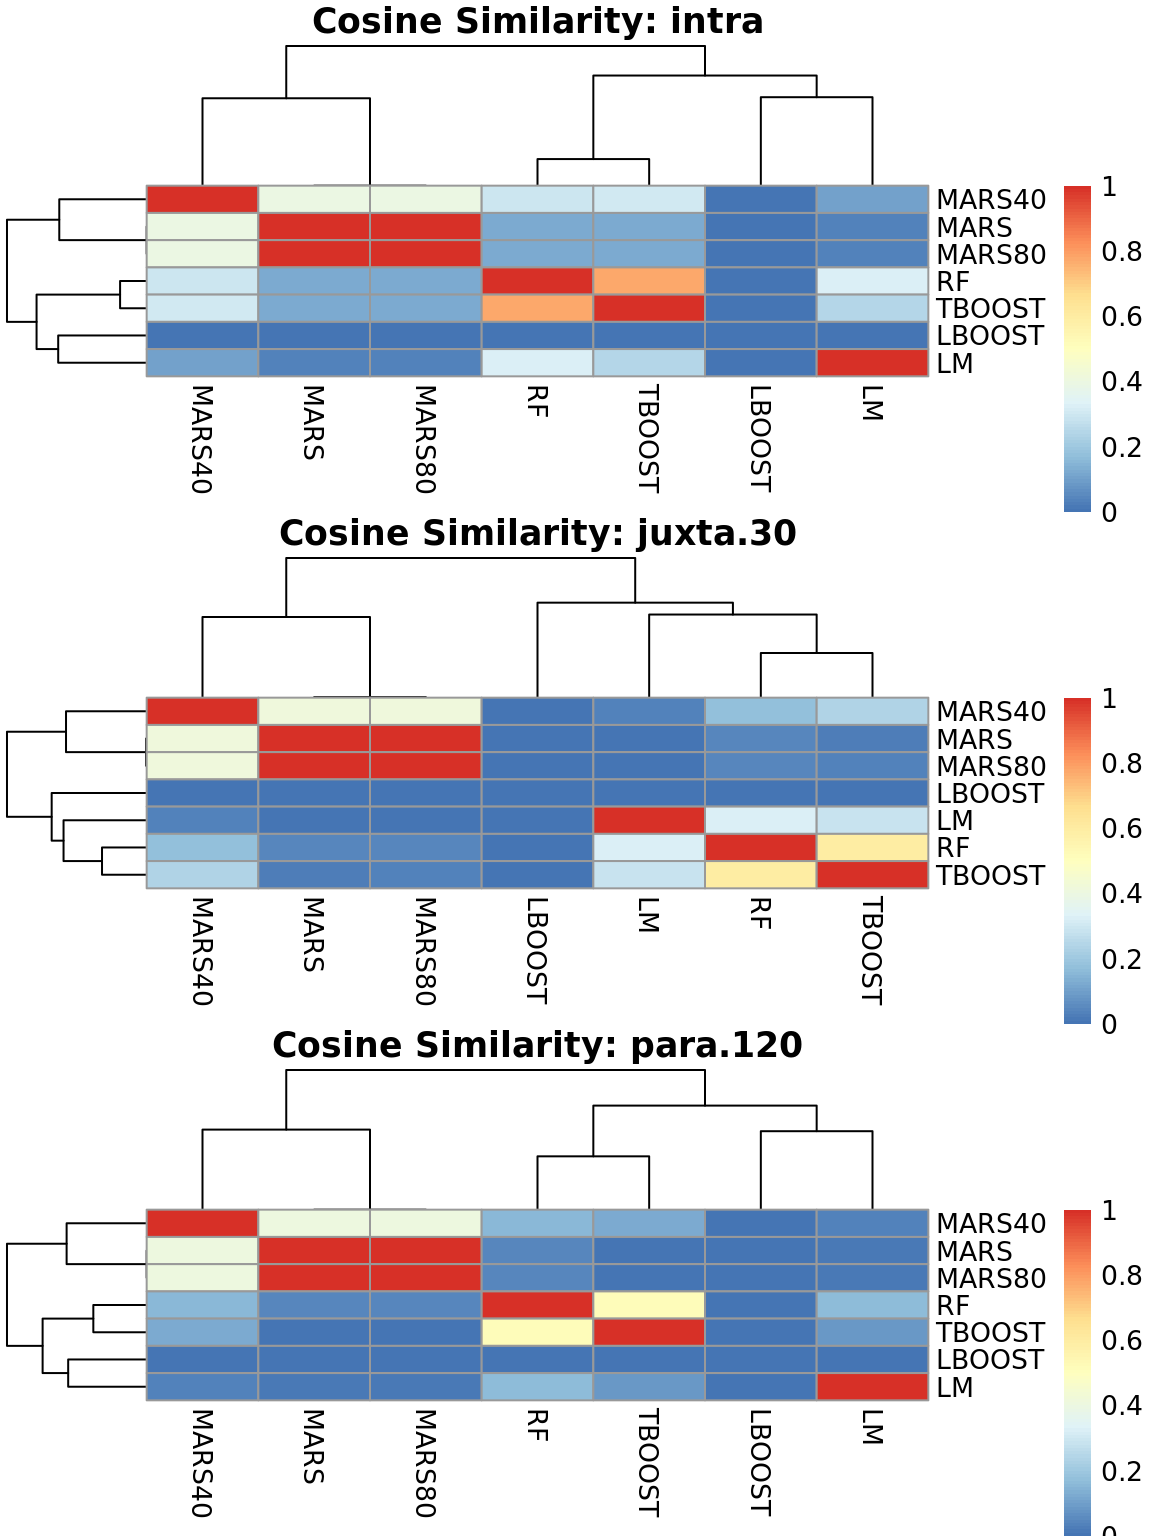 Cosine Similarity: intra
MARS40
MARS
MARS80
RF
TBOOST
LBOOST
LM
MARS40
MARS
MARS80
RF
TBOOST
LBOOST
LM
1
0.8
0.6
0.4
0.2
0
Cosine Similarity: juxta.30
MARS40
MARS
MARS80
LBOOST
LM
RF
TBOOST
MARS40
MARS
MARS80
LBOOST
LM
RF
TBOOST
1
0.8
0.6
0.4
0.2
0
Cosine Similarity: para.120
MARS40
MARS
MARS80
RF
TBOOST
LBOOST
LM
MARS40
MARS
MARS80
RF
TBOOST
LBOOST
LM
1
0.8
0.6
0.4
0.2
0